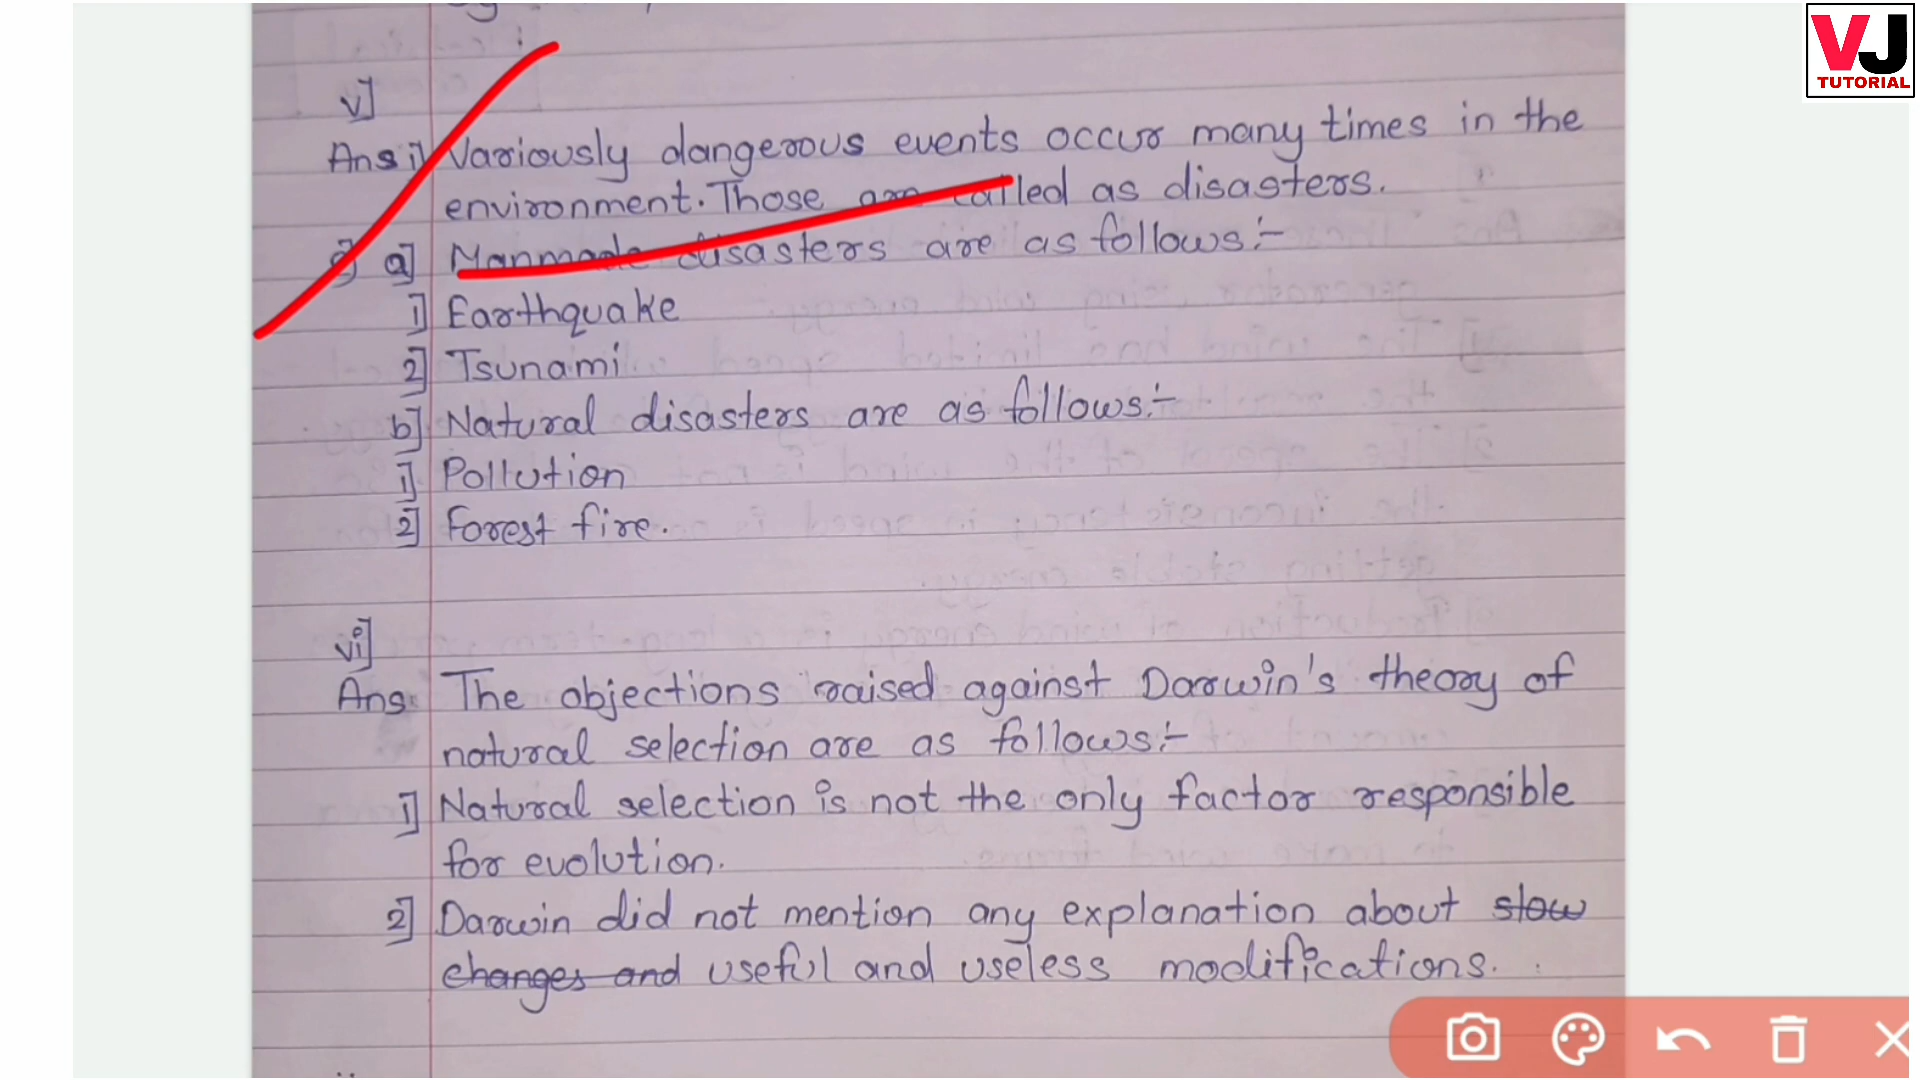 VJ
TUTORIAL
v]
Ans 1] Variously dangerous events occur many times in the
environment. Those are called as disasters.
2] a] Manmade disasters are as follows:-
1] Earthquake
2] Tsunami
b] Natural disasters are as follows:-
1] Pollution
2] Forest fire.
vi]
Ans. The objections raised against Darwin's theory of
natural selection are as follows:-
1] Natural selection is not the only factor responsible
for evolution.
2] Darwin did not mention any explanation about slow
changes and useful and useless modifications.